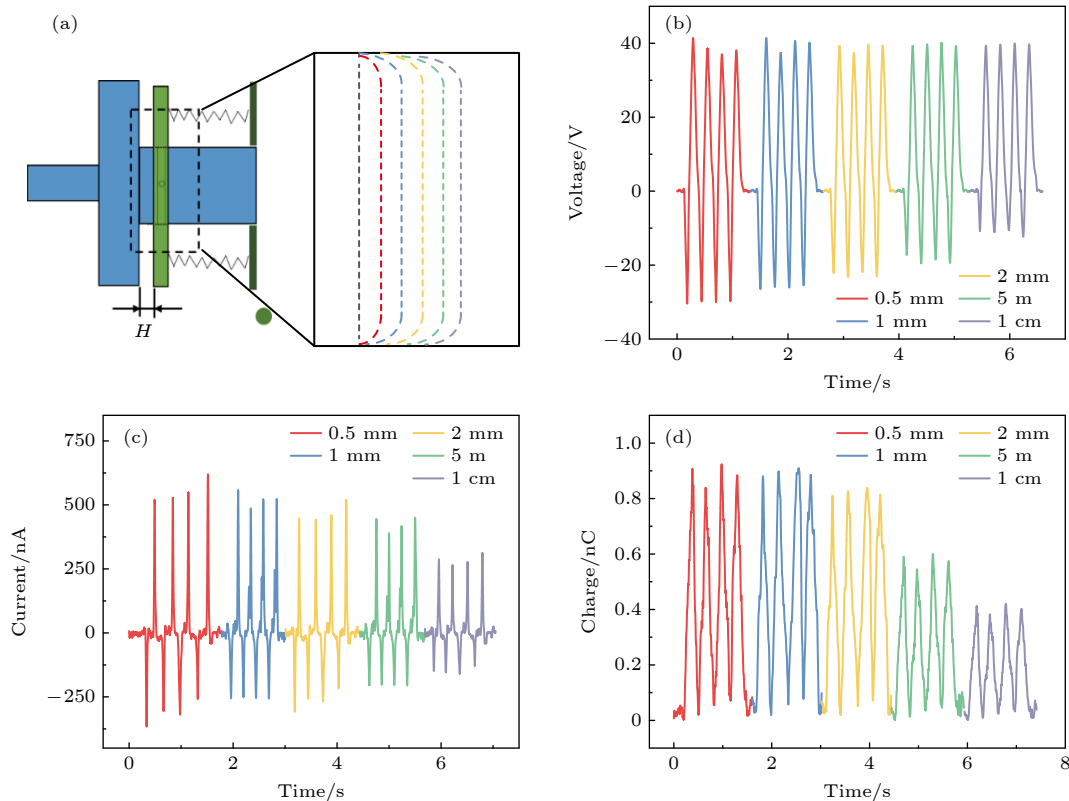 (a)
H
(b)
Voltage/V
40
20
0
−20
−40
0.5 mm
1 mm
2 mm
5 m
1 cm
0 2 4 6
Time/s
(c)
Current/nA
750
500
250
0
−250
0.5 mm
1 mm
2 mm
5 m
1 cm
0 2 4 6
Time/s
(d)
Charge/nC
1.0
0.8
0.6
0.4
0.2
0
0.5 mm
1 mm
2 mm
5 m
1 cm
0 2 4 6 8
Time/s